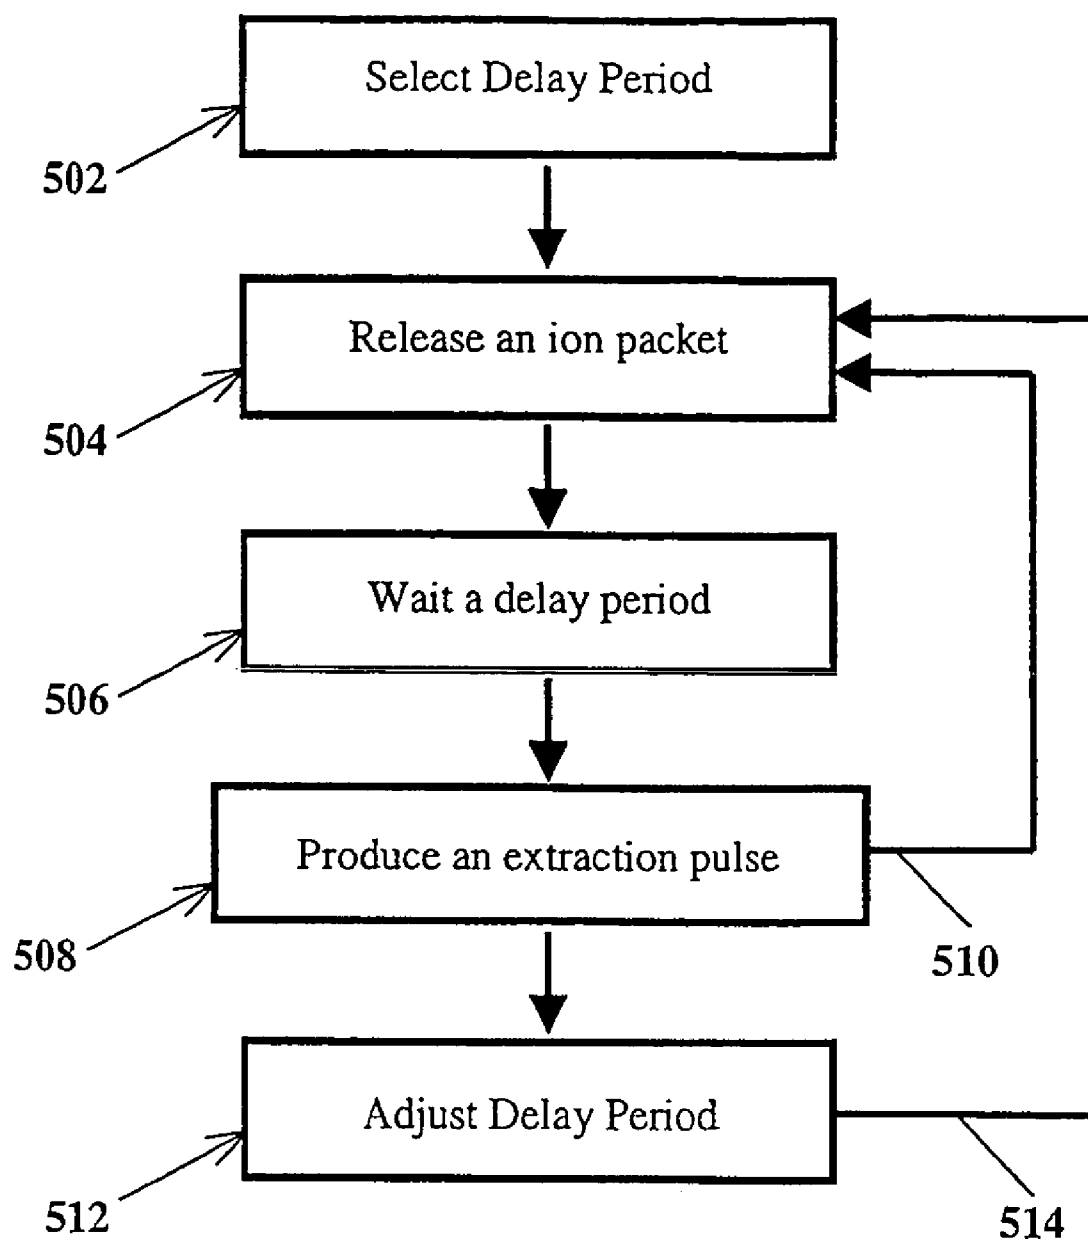 Select Delay Period
502
Release an ion packet
504
Wait a delay period
506
Produce an extraction pulse
508
510
Adjust Delay Period
512
514